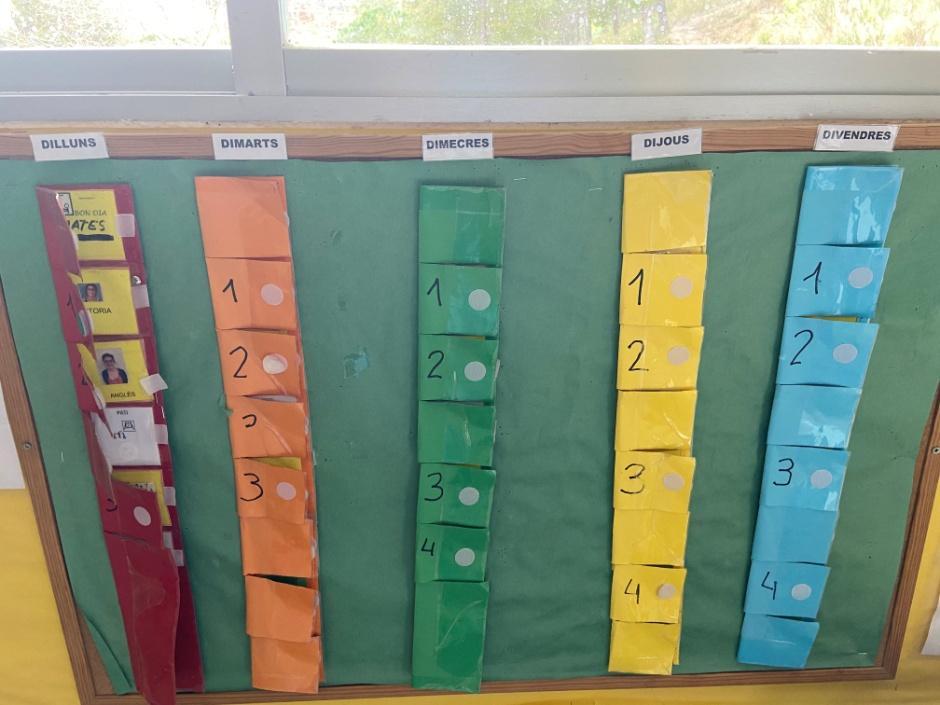 DILLUNS
DIMARTS
DIMECRES
DIJOUS
DIVENDRES
BON DIA
ATES
TORIA
ANGLÈS
PATI
3
1
2
3
1
2
3
4
1
2
3
4
1
2
3
4